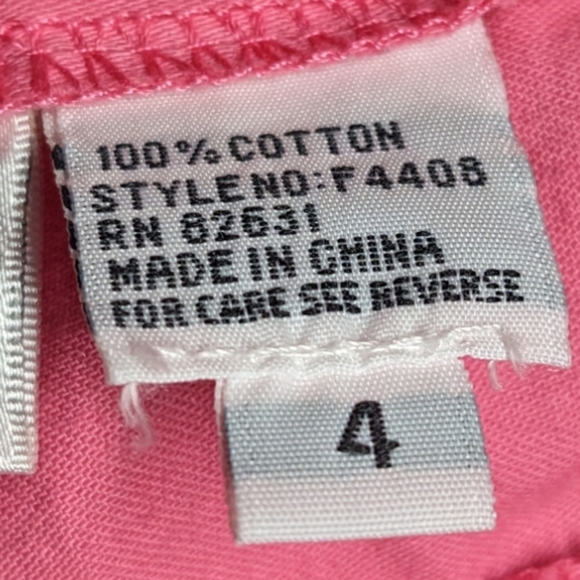 100% COTTON
STYLE NO: F4408
RN 82631
MADE IN CHINA
FOR CARE SEE REVERSE
4